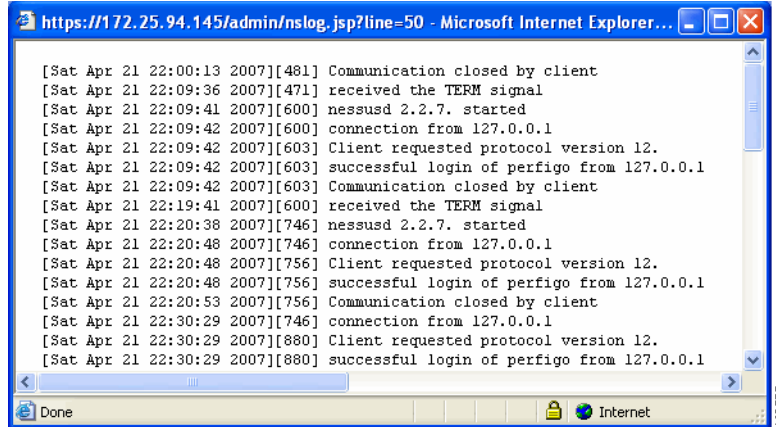 https://172.25.94.145/admin/nslog.jsp?line=50 - Microsoft Internet Explorer...
[Sat Apr 21 22:00:13 2007][481] Communication closed by client
[Sat Apr 21 22:09:36 2007][471] received the TERM signal
[Sat Apr 21 22:09:41 2007][600] nessusd 2.2.7. started
[Sat Apr 21 22:09:42 2007][600] connection from 127.0.0.1
[Sat Apr 21 22:09:42 2007][603] Client requested protocol version 12.
[Sat Apr 21 22:09:42 2007][603] successful login of perfigo from 127.0.0.1
[Sat Apr 21 22:09:42 2007][603] Communication closed by client
[Sat Apr 21 22:19:41 2007][600] received the TERM signal
[Sat Apr 21 22:20:38 2007][746] nessusd 2.2.7. started
[Sat Apr 21 22:20:48 2007][746] connection from 127.0.0.1
[Sat Apr 21 22:20:48 2007][756] Client requested protocol version 12.
[Sat Apr 21 22:20:48 2007][756] successful login of perfigo from 127.0.0.1
[Sat Apr 21 22:20:53 2007][756] Communication closed by client
[Sat Apr 21 22:30:29 2007][746] connection from 127.0.0.1
[Sat Apr 21 22:30:29 2007][880] Client requested protocol version 12.
[Sat Apr 21 22:30:29 2007][880] successful login of perfigo from 127.0.0.1
Done Internet